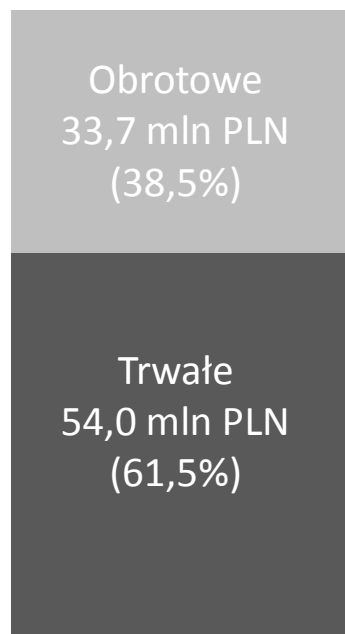 Obrotowe
33,7 mln PLN
(38,5%)
Trwałe
54,0 mln PLN
(61,5%)